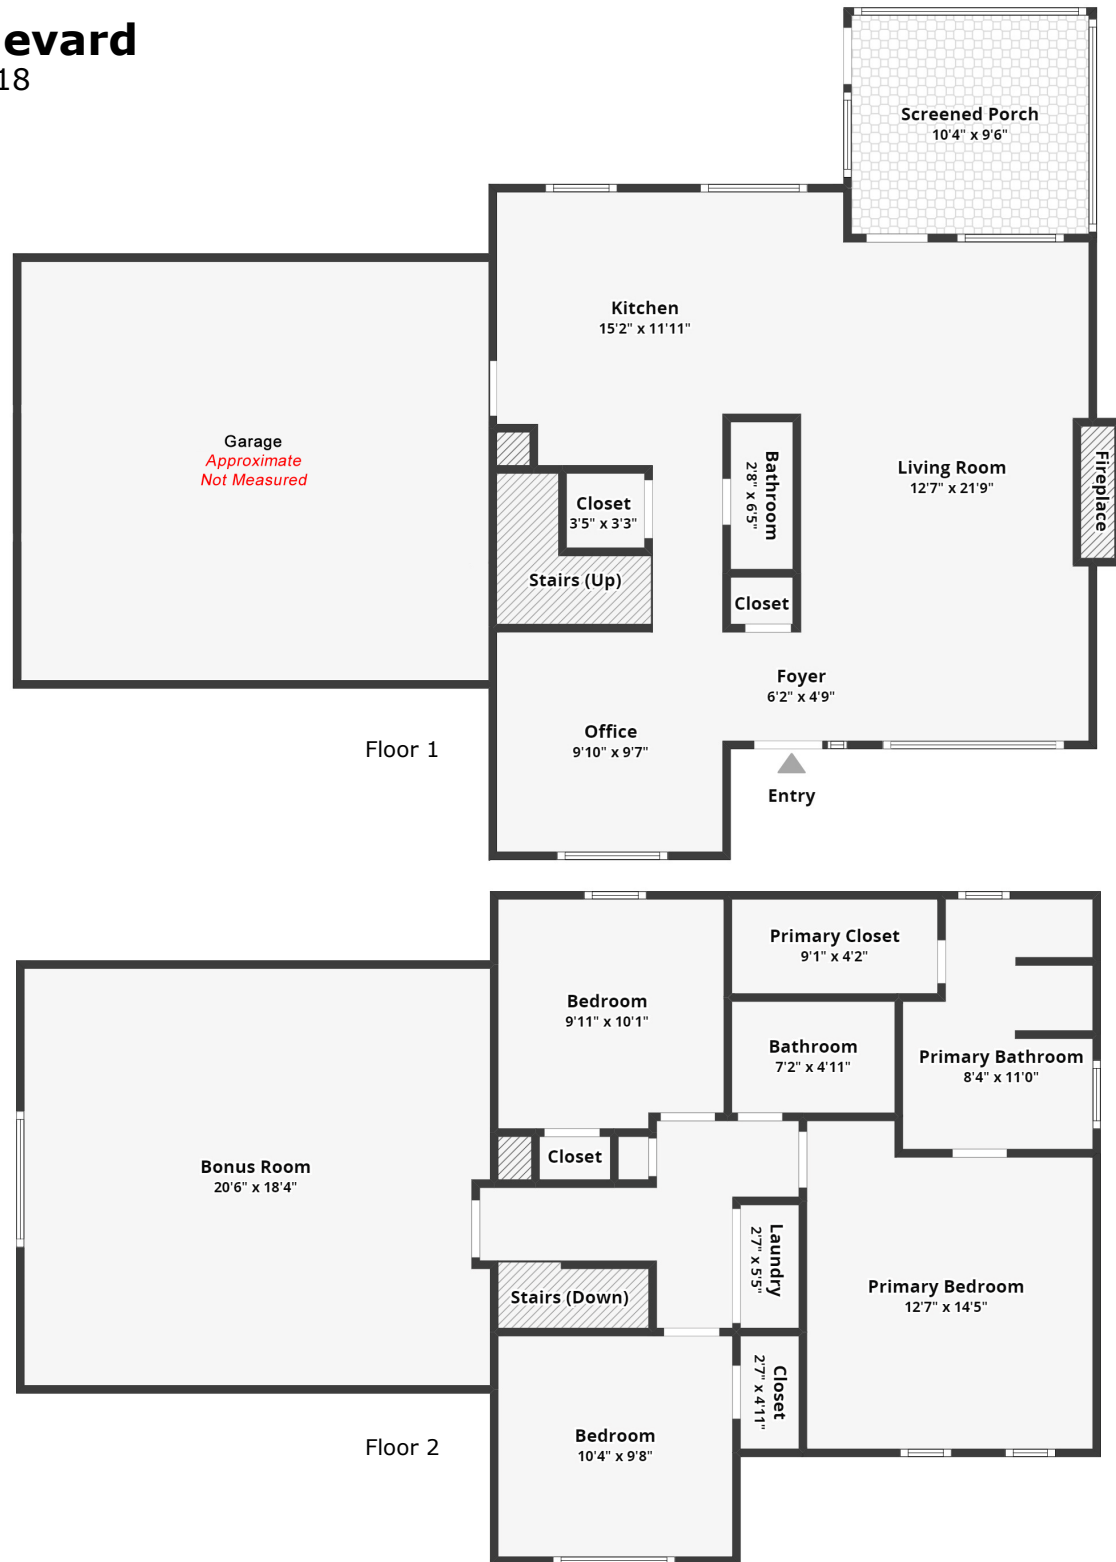 evard
18
Screened Porch
10'4" x 9'6"
Kitchen
15'2" x 11'11"
Garage
Approximate
Not Measured
Bathroom
2'8" x 6'5"
Living Room
12'7" x 21'9"
Fireplace
Closet
3'5" x 3'3"
Stairs (Up)
Closet
Foyer
6'2" x 4'9"
Office
9'10" x 9'7"
Floor 1
Entry
Primary Closet
9'1" x 4'2"
Bedroom
9'11" x 10'1"
Bathroom
7'2" x 4'11"
Primary Bathroom
8'4" x 11'0"
Closet
Bonus Room
20'6" x 18'4"
Laundry
2'7" x 5'5"
Stairs (Down)
Primary Bedroom
12'7" x 14'5"
Closet
2'7" x 4'11"
Bedroom
10'4" x 9'8"
Floor 2